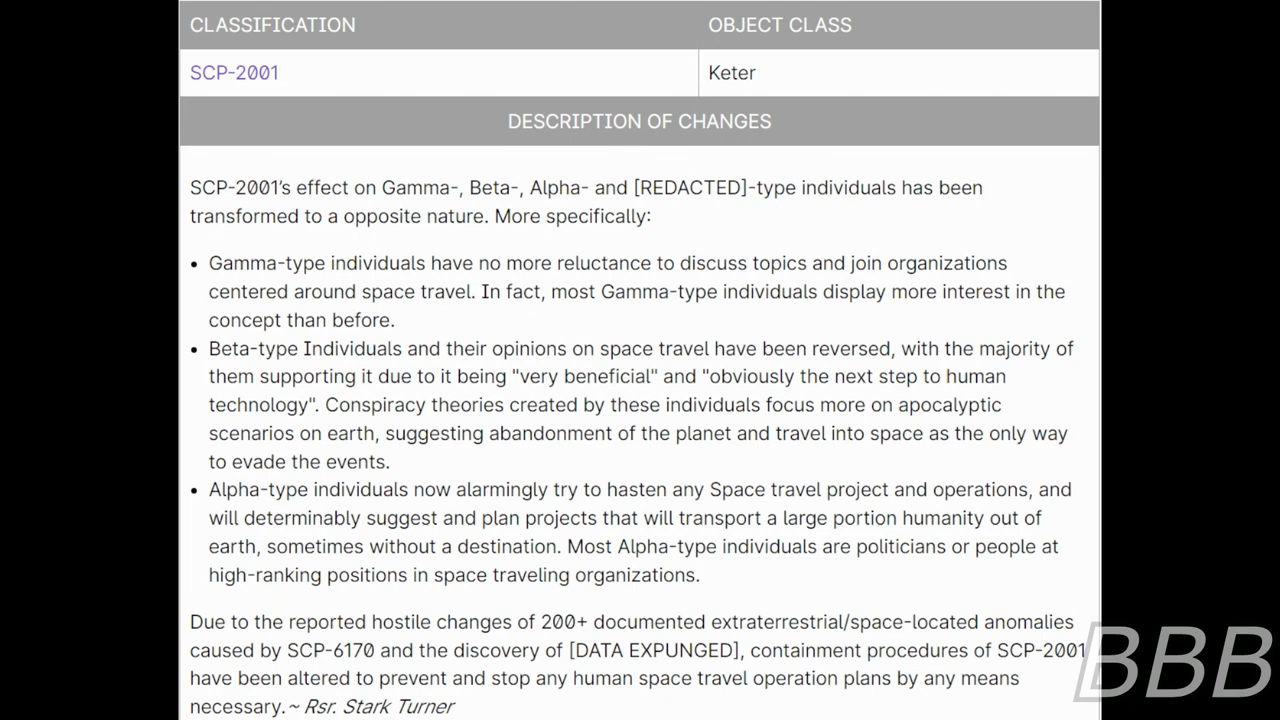 CLASSIFICATION OBJECT CLASS
SCP-2001 Keter
DESCRIPTION OF CHANGES
SCP-2001's effect on Gamma-, Beta-, Alpha- and [REDACTED]-type individuals has been
transformed to a opposite nature. More specifically:
• Gamma-type individuals have no more reluctance to discuss topics and join organizations
centered around space travel. In fact, most Gamma-type individuals display more interest in the
concept than before.
• Beta-type Individuals and their opinions on space travel have been reversed, with the majority of
them supporting it due to it being "very beneficial" and "obviously the next step to human
technology". Conspiracy theories created by these individuals focus more on apocalyptic
scenarios on earth, suggesting abandonment of the planet and travel into space as the only way
to evade the events.
• Alpha-type individuals now alarmingly try to hasten any Space travel project and operations, and
will determinably suggest and plan projects that will transport a large portion humanity out of
earth, sometimes without a destination. Most Alpha-type individuals are politicians or people at
high-ranking positions in space traveling organizations.
Due to the reported hostile changes of 200+ documented extraterrestrial/space-located anomalies
caused by SCP-6170 and the discovery of [DATA EXPUNGED], containment procedures of SCP-2001
have been altered to prevent and stop any human space travel operation plans by any means
necessary. ~ Rsr. Stark Turner
BBB